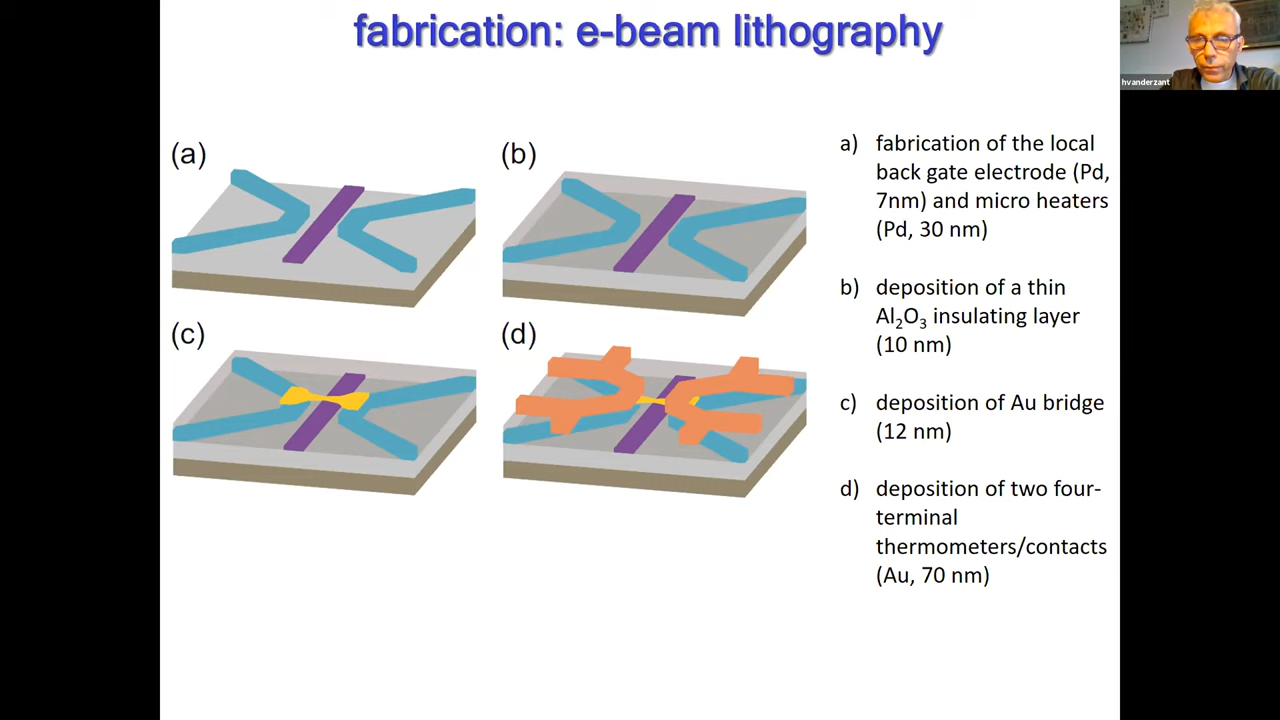 fabrication: e-beam lithography
hvanderzant
(a)
(b)
(c)
(d)
a) fabrication of the local
back gate electrode (Pd,
7nm) and micro heaters
(Pd, 30 nm)
b) deposition of a thin
Al₂O₃ insulating layer
(10 nm)
c) deposition of Au bridge
(12 nm)
d) deposition of two four-
terminal
thermometers/contacts
(Au, 70 nm)